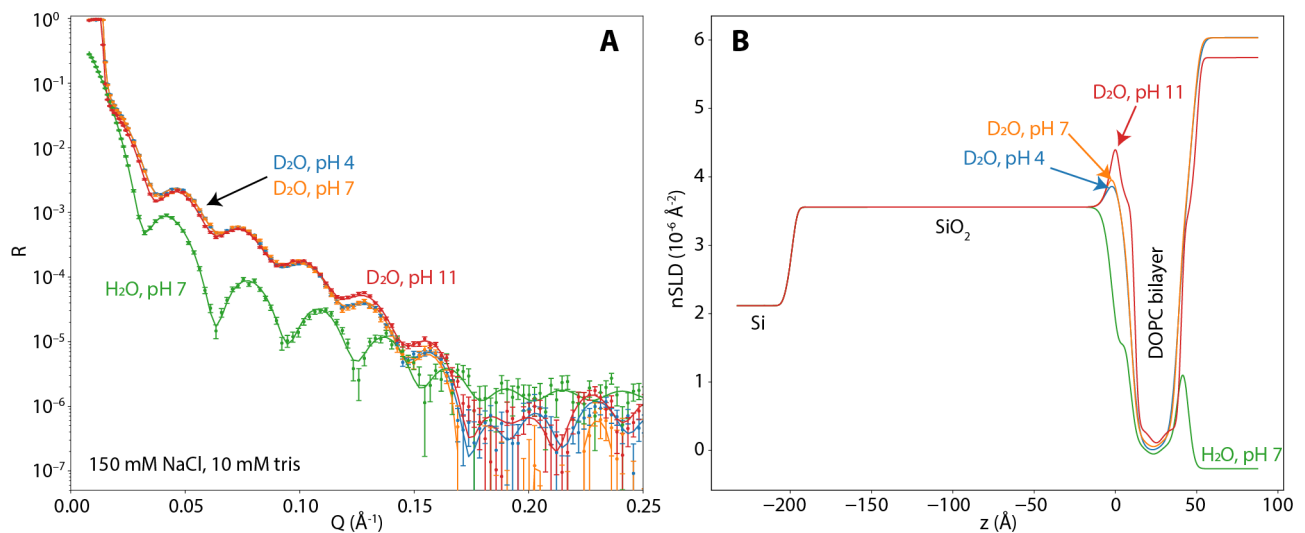 A
10⁰
10⁻¹
10⁻²
10⁻³
10⁻⁴
10⁻⁵
10⁻⁶
10⁻⁷
R
D₂O, pH 4
D₂O, pH 7
D₂O, pH 11
H₂O, pH 7
150 mM NaCl, 10 mM tris
0.00 0.05 0.10 0.15 0.20 0.25
Q (Å⁻¹)
B
6
5
4
3
2
1
0
nSLD (10⁻⁶ Å⁻²)
D₂O, pH 11
D₂O, pH 7
D₂O, pH 4
SiO₂
Si
DOPC bilayer
H₂O, pH 7
−200 −150 −100 −50 0 50 100
z (Å)